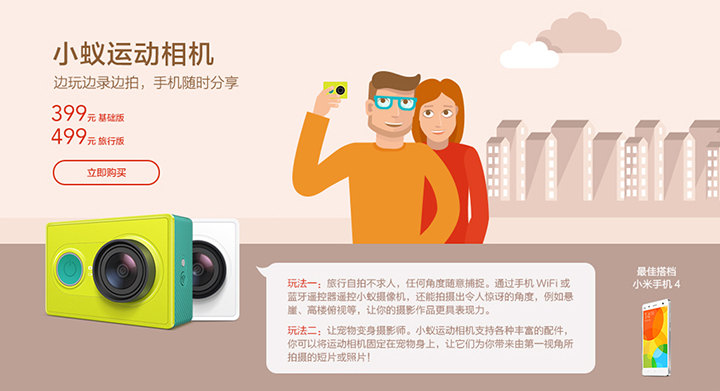 小蚁运动相机
边玩边录边拍，手机随时分享
399元 基础版
499元 旅行版
立即购买
玩法一：旅行自拍不求人，任何角度随意捕捉。通过手机 WiFi 或
蓝牙遥控器遥控小蚁摄像机，还能拍摄出令人惊讶的角度，例如悬
崖、高楼俯视等，让你的摄影作品更具表现力。
玩法二：让宠物变身摄影师。小蚁运动相机支持各种丰富的配件，
你可以将运动相机固定在宠物身上，让它们为你带来由第一视角所
拍摄的短片或照片！
最佳搭档
小米手机 4